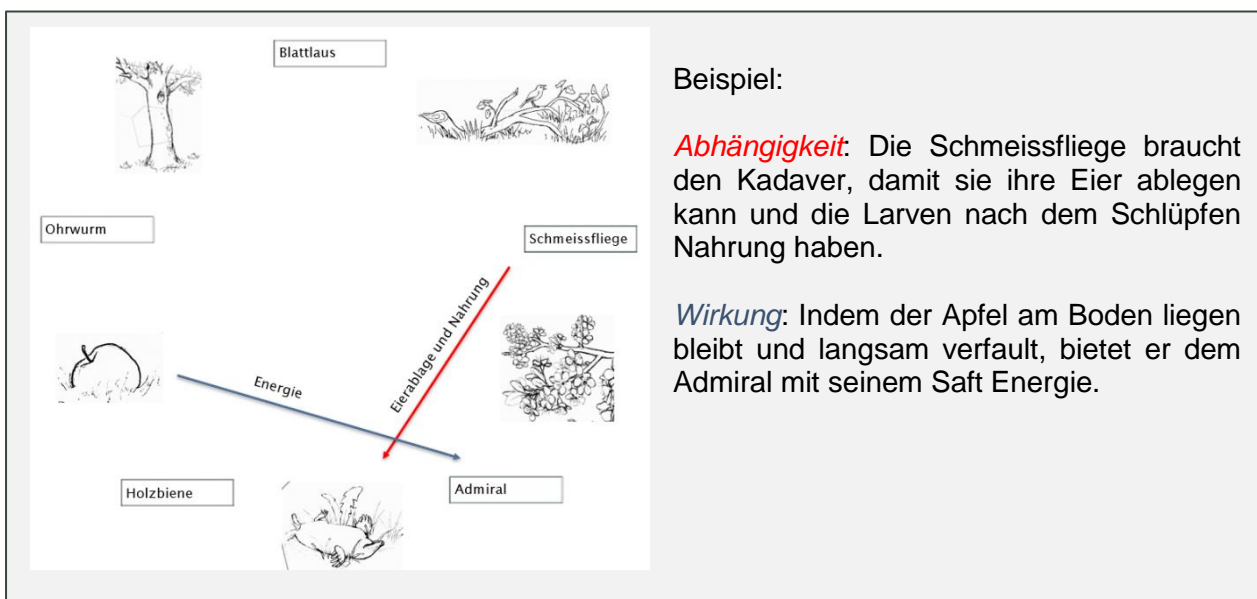 Blattlaus
Ohrwurm
Schmeissfliege
Eierablage und Nahrung
Energie
Holzbiene
Admiral
Beispiel:
Abhängigkeit: Die Schmeissfliege braucht
den Kadaver, damit sie ihre Eier ablegen
kann und die Larven nach dem Schlüpfen
Nahrung haben.
Wirkung: Indem der Apfel am Boden liegen
bleibt und langsam verfault, bietet er dem
Admiral mit seinem Saft Energie.